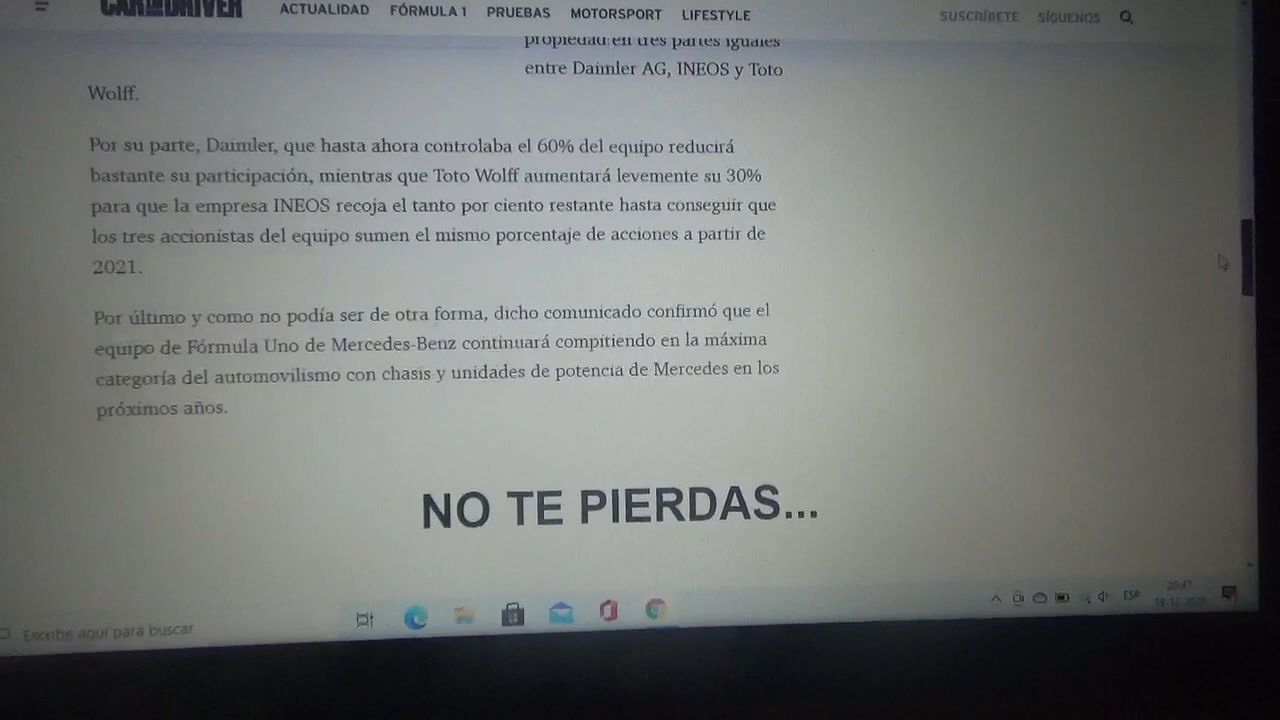 CAR AND DRIVER
ACTUALIDAD FÓRMULA 1 PRUEBAS MOTORSPORT LIFESTYLE SUSCRÍBETE SÍGUENOS
propiedad en tres partes iguales
entre Daimler AG, INEOS y Toto
Wolff.
Por su parte, Daimler, que hasta ahora controlaba el 60% del equipo reducirá
bastante su participación, mientras que Toto Wolff aumentará levemente su 30%
para que la empresa INEOS recoja el tanto por ciento restante hasta conseguir que
los tres accionistas del equipo sumen el mismo porcentaje de acciones a partir de
2021.
Por último y como no podía ser de otra forma, dicho comunicado confirmó que el
equipo de Fórmula Uno de Mercedes-Benz continuará compitiendo en la máxima
categoría del automovilismo con chasis y unidades de potencia de Mercedes en los
próximos años.
NO TE PIERDAS...
Escribe aquí para buscar
ESP
20:47